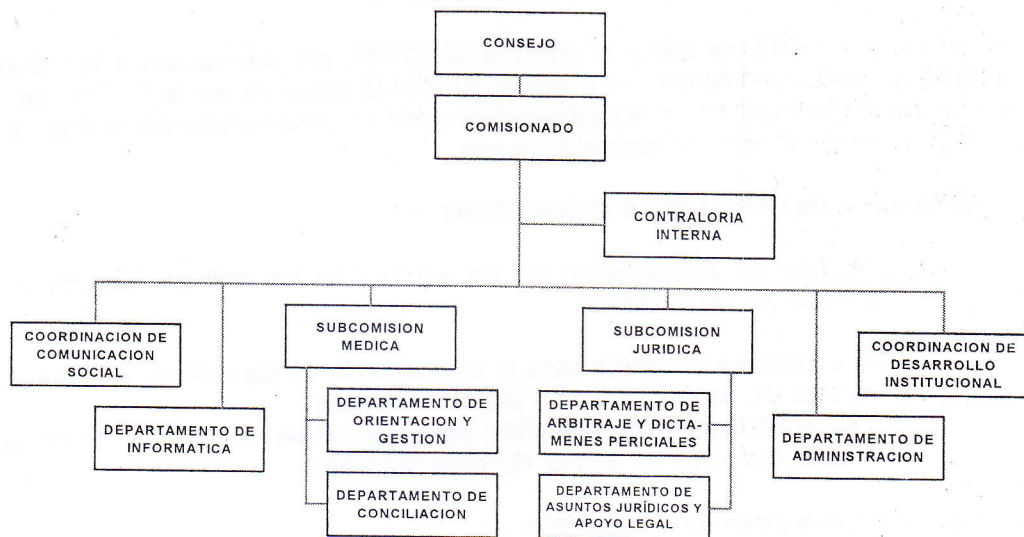 CONSEJO
COMISIONADO
CONTRALORIA
INTERNA
COORDINACION DE
COMUNICACION
SOCIAL
SUBCOMISION
MEDICA
SUBCOMISION
JURIDICA
COORDINACION DE
DESARROLLO
INSTITUCIONAL
DEPARTAMENTO DE
INFORMATICA
DEPARTAMENTO DE
ORIENTACION Y
GESTION
DEPARTAMENTO DE
ARBITRAJE Y DICTA-
MENES PERICIALES
DEPARTAMENTO DE
ADMINISTRACION
DEPARTAMENTO DE
CONCILIACION
DEPARTAMENTO DE
ASUNTOS JURÍDICOS Y
APOYO LEGAL